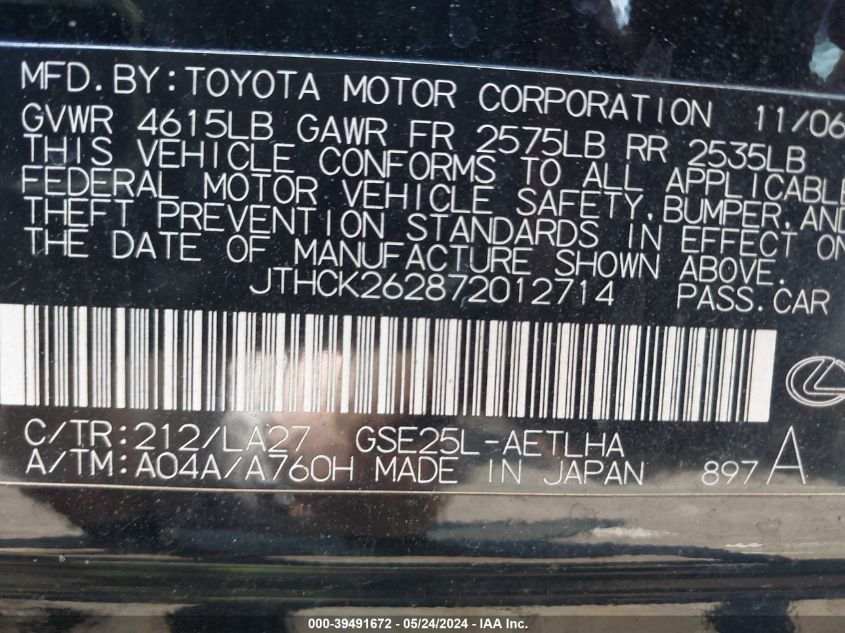 MFD.BY:TOYOTA MOTOR CORPORATION 11/06
GVWR 4615LB GAWR FR 2575LB RR 2535LB
THIS VEHICLE CONFORMS TO ALL APPLICABLE
FEDERAL MOTOR VEHICLE SAFETY,BUMPER,AND
THEFT PREVENTION STANDARDS IN EFFECT ON
THE DATE OF MANUFACTURE SHOWN ABOVE.
JTHCK262872012714 PASS.CAR
C/TR:212/LA27 GSE25L-AETLHA
A/TM:A04A/A760H MADE IN JAPAN 897A
000-39491672 - 05/24/2024 - IAA Inc.